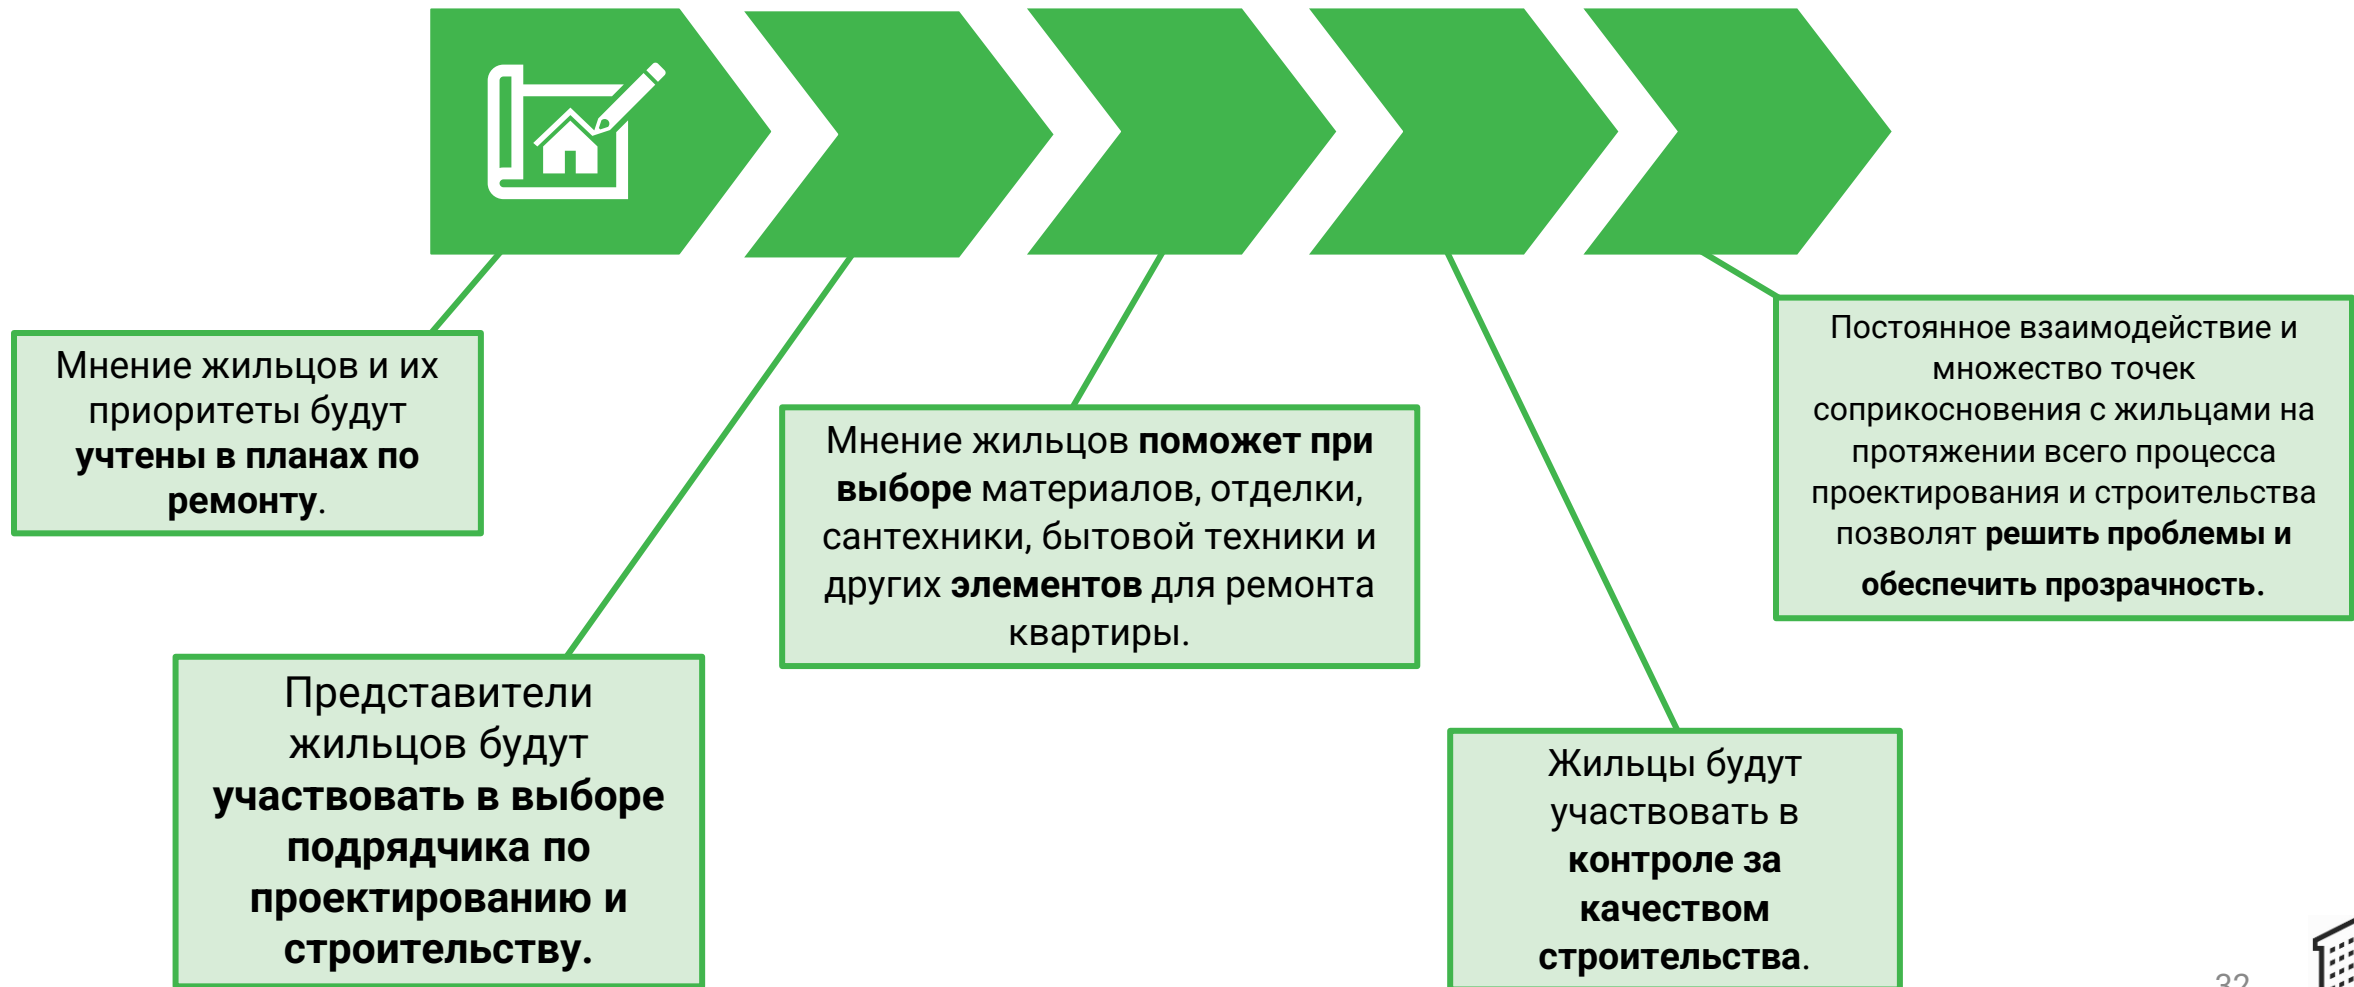 Мнение жильцов и их
приоритеты будут
учтены в планах по
ремонту.
Представители
жильцов будут
участвовать в выборе
подрядчика по
проектированию и
строительству.
Мнение жильцов поможет при
выборе материалов, отделки,
сантехники, бытовой техники и
других элементов для ремонта
квартиры.
Жильцы будут
участвовать в
контроле за
качеством
строительства.
Постоянное взаимодействие и
множество точек
соприкосновения с жильцами на
протяжении всего процесса
проектирования и строительства
позволят решить проблемы и
обеспечить прозрачность.
32